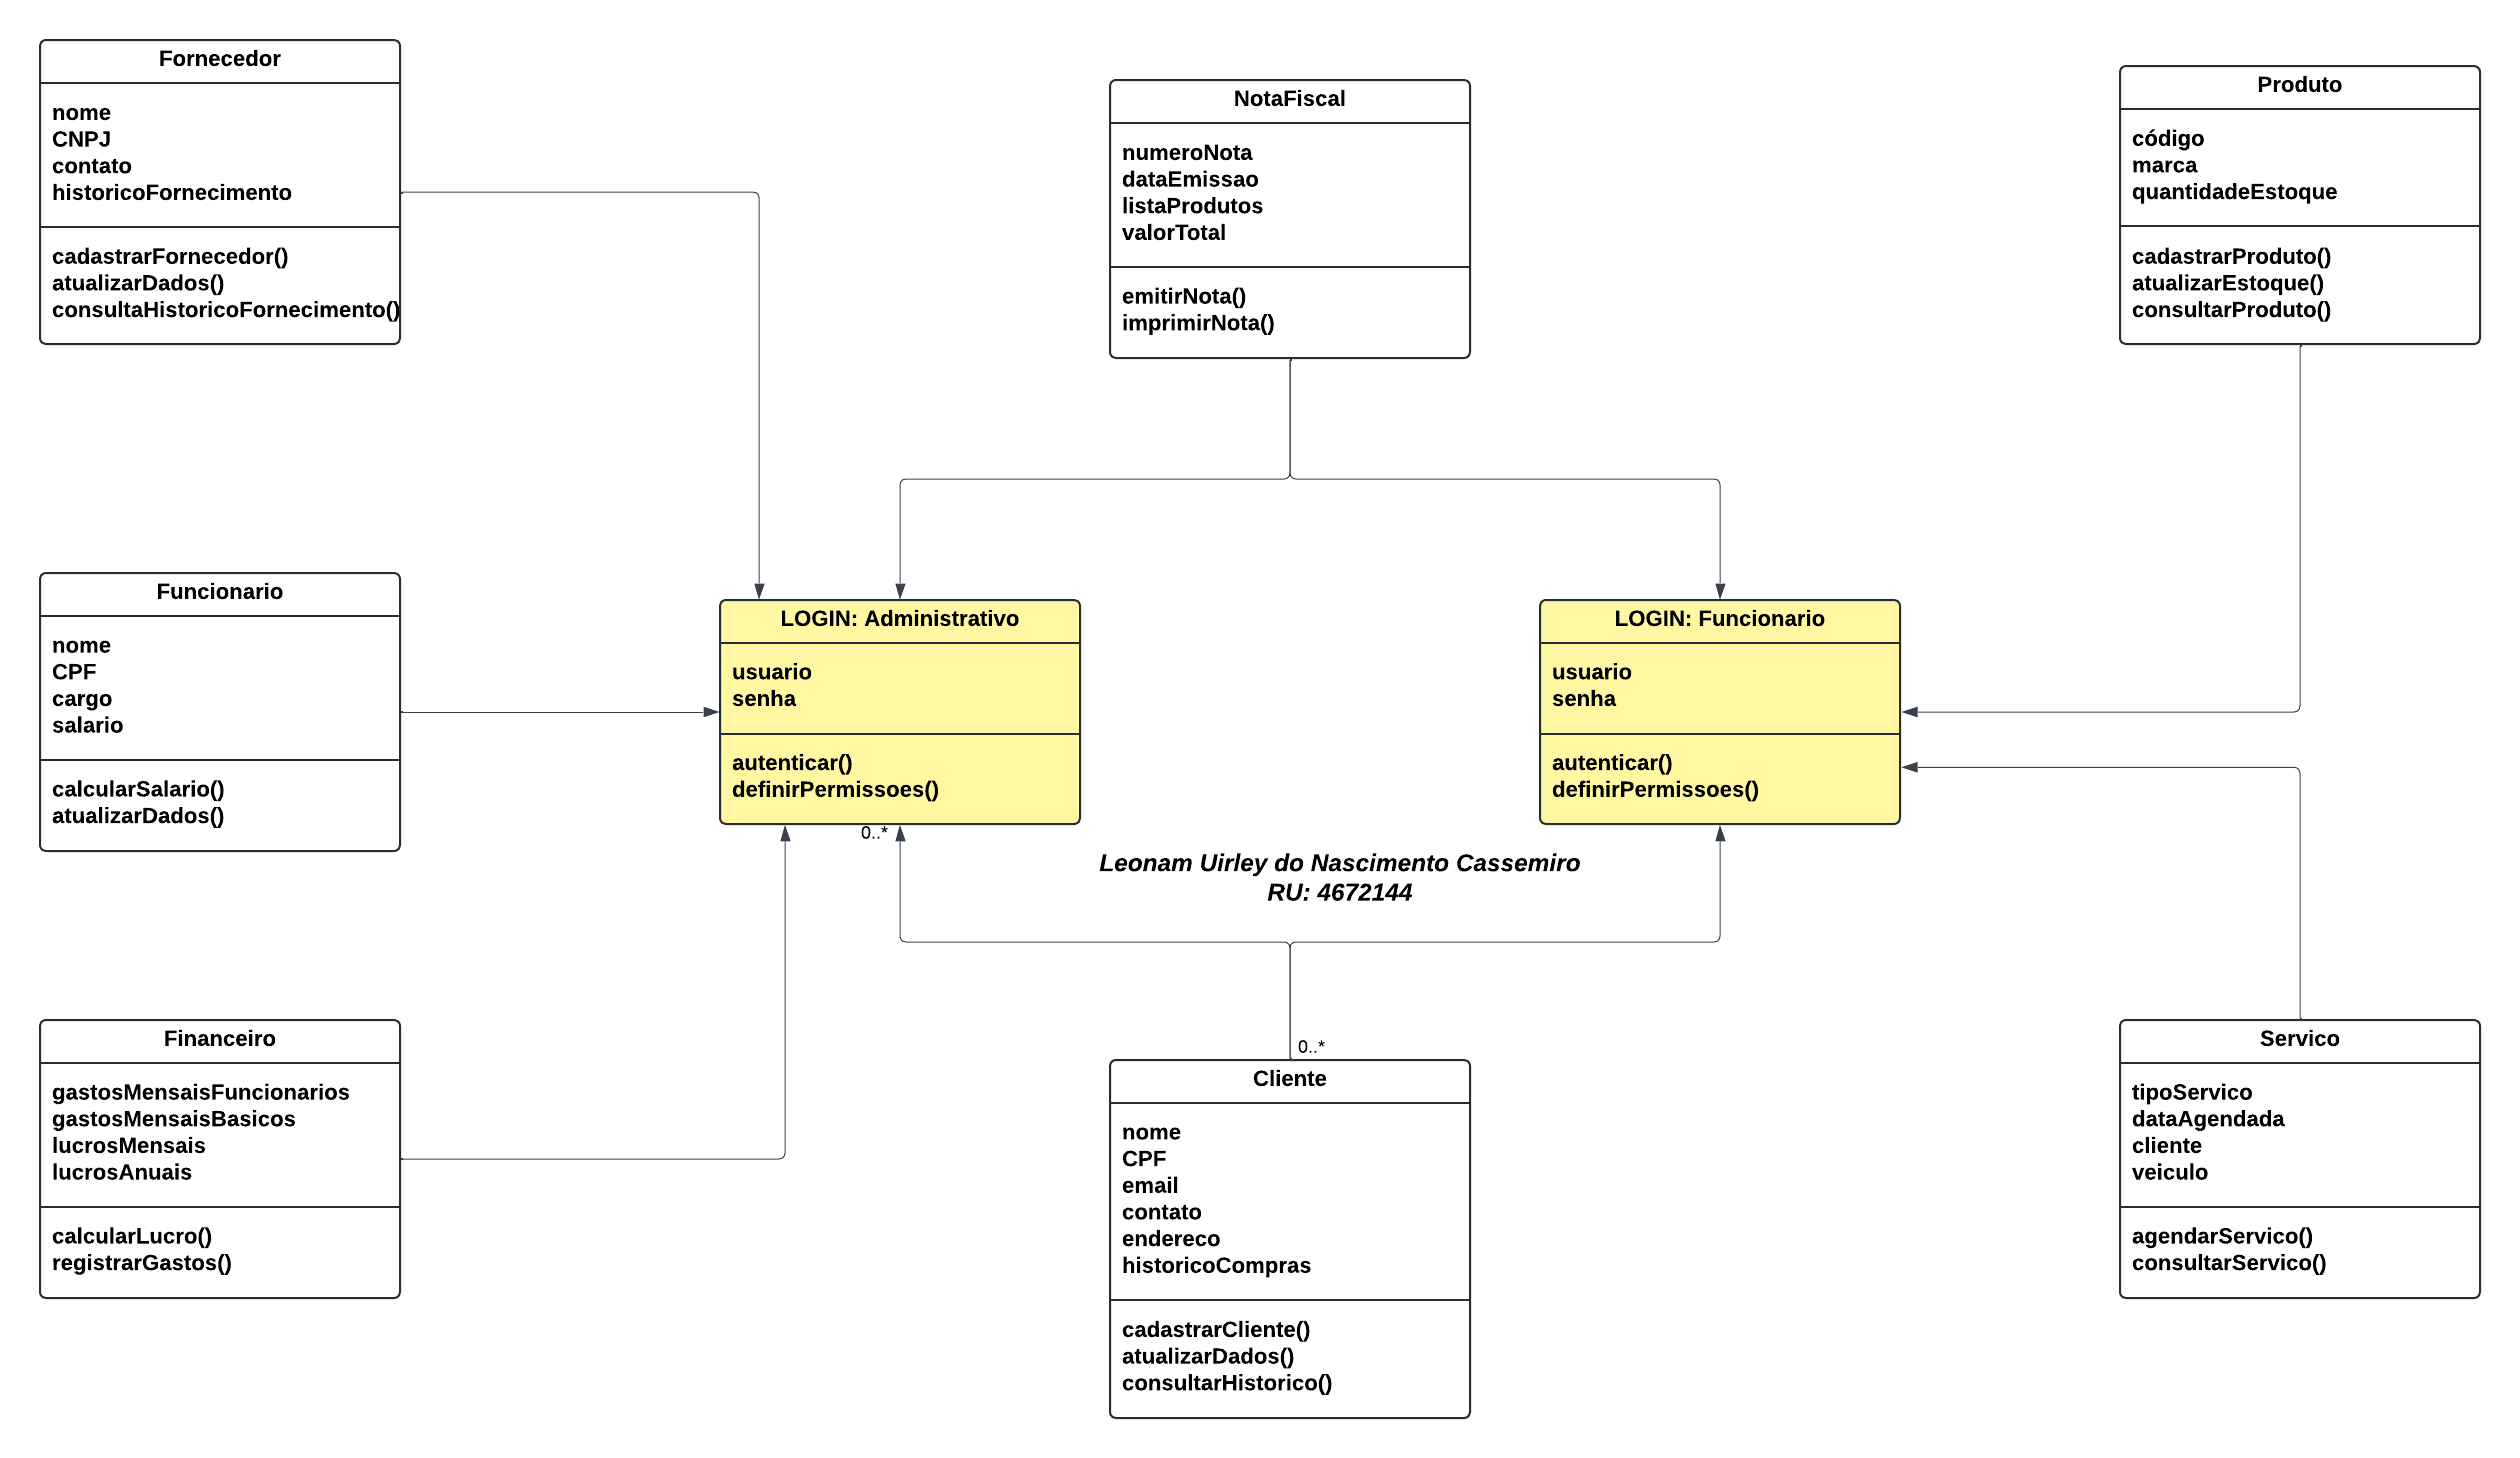 Fornecedor
nome
CNPJ
contato
historicoFornecimento
cadastrarFornecedor()
atualizarDados()
consultaHistoricoFornecimento()
NotaFiscal
numeroNota
dataEmissao
listaProdutos
valorTotal
emitirNota()
imprimirNota()
Produto
código
marca
quantidadeEstoque
cadastrarProduto()
atualizarEstoque()
consultarProduto()
Funcionario
nome
CPF
cargo
salario
calcularSalario()
atualizarDados()
LOGIN: Administrativo
usuario
senha
autenticar()
definirPermissoes()
0..*
LOGIN: Funcionario
usuario
senha
autenticar()
definirPermissoes()
Leonam Uirley do Nascimento Cassemiro
RU: 4672144
Financeiro
gastosMensaisFuncionarios
gastosMensaisBasicos
lucrosMensais
lucrosAnuais
calcularLucro()
registrarGastos()
0..*
Cliente
nome
CPF
email
contato
endereco
historicoCompras
cadastrarCliente()
atualizarDados()
consultarHistorico()
Servico
tipoServico
dataAgendada
cliente
veiculo
agendarServico()
consultarServico()